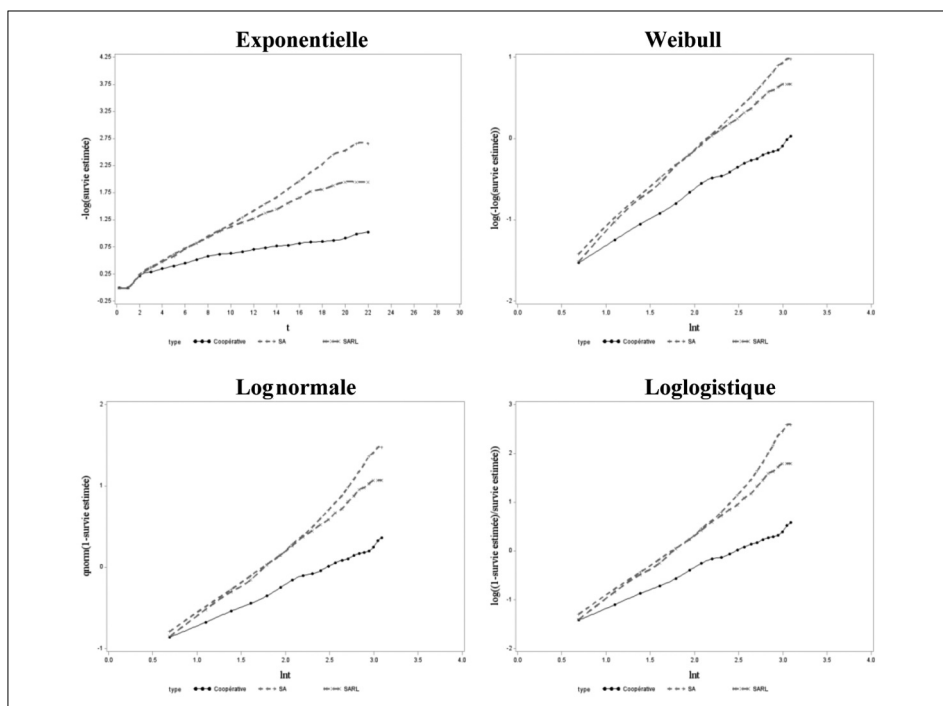 Exponentielle
4.25
3.75
3.25
2.75
2.25
1.75
1.25
0.75
0.25
-0.25
-log(survie estimée)
0 2 4 6 8 10 12 14 16 18 20 22 24 26 28 30
t
type Coopérative SA SARL
Weibull
1
0
-1
-2
log(-log(survie estimée))
0.0 0.5 1.0 1.5 2.0 2.5 3.0 3.5 4.0
lnt
type Coopérative SA SARL
Lognormale
2
1
0
-1
qnorm(1-survie estimée)
0.0 0.5 1.0 1.5 2.0 2.5 3.0 3.5 4.0
lnt
type Coopérative SA SARL
Loglogistique
3
2
1
0
-1
-2
log((1-survie estimée)/survie estimée)
0.0 0.5 1.0 1.5 2.0 2.5 3.0 3.5 4.0
lnt
type Coopérative SA SARL